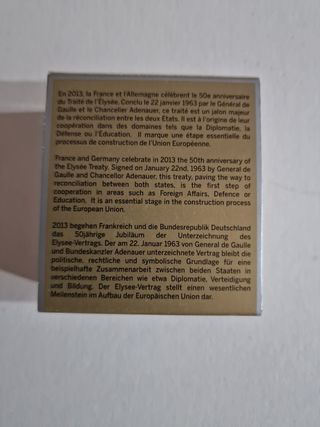 En 2013, la France et l'Allemagne célèbrent le 50e anniversaire
du Traité de l'Élysée. Conclu le 22 janvier 1963 par le Général de
Gaulle et le Chancelier Adenauer, ce traité est un jalon majeur
de la réconciliation entre les deux Etats. Il est à l'origine de leur
coopération dans des domaines tels que la Diplomatie, la
Défense ou l'Éducation. Il marque une étape essentielle du
processus de construction de l'Union Européenne.
France and Germany celebrate in 2013 the 50th anniversary of
the Elysée Treaty. Signed on January 22nd, 1963 by General de
Gaulle and Chancellor Adenauer, this treaty, paving the way to
reconciliation between both states, is the first step of
cooperation in areas such as Foreign Affairs, Defence or
Education. It is an essential stage in the construction process
of the European Union.
2013 begehen Frankreich und die Bundesrepublik Deutschland
das 50jährige Jubiläum der Unterzeichnung des
Elysee-Vertrags. Der am 22. Januar 1963 von General de Gaulle
und Bundeskanzler Adenauer unterzeichnete Vertrag bleibt die
politische, rechtliche und symbolische Grundlage für eine
beispielhafte Zusammenarbeit zwischen beiden Staaten in
verschiedenen Bereichen wie etwa Diplomatie, Verteidigung
und Bildung. Der Elysee-Vertrag stellt einen wesentlichen
Meilenstein im Aufbau der Europäischen Union dar.